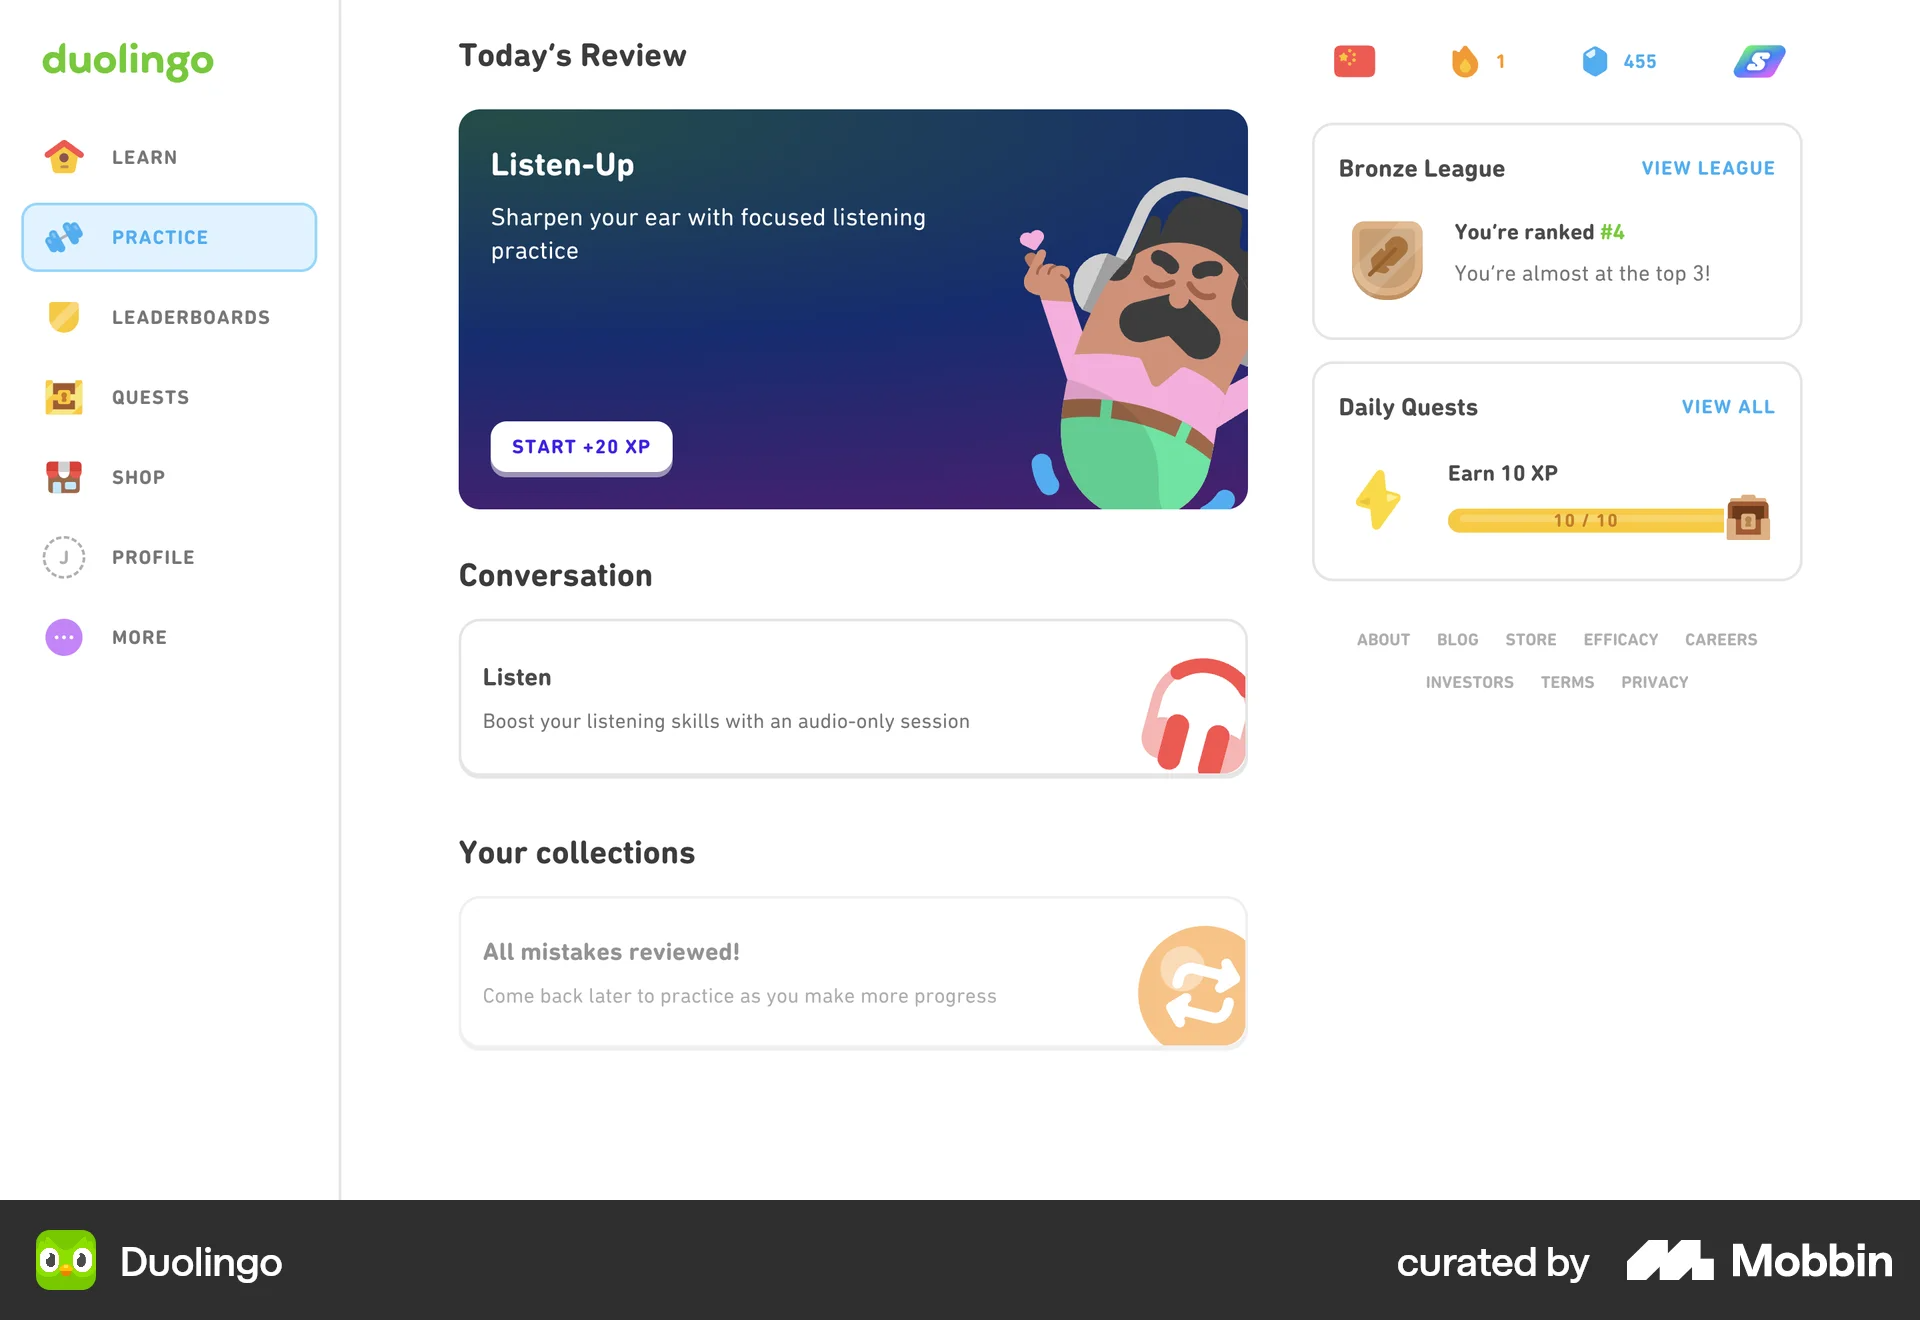 duolingo
LEARN
PRACTICE
LEADERBOARDS
QUESTS
SHOP
J
PROFILE
MORE
Today's Review
Listen-Up
Sharpen your ear with focused listening
practice
START +20 XP
Conversation
Listen
Boost your listening skills with an audio-only session
Your collections
All mistakes reviewed!
Come back later to practice as you make more progress
1
455
S
Bronze League
VIEW LEAGUE
You're ranked #4
You're almost at the top 3!
Daily Quests
VIEW ALL
Earn 10 XP
10 / 10
ABOUT BLOG STORE EFFICACY CAREERS
INVESTORS TERMS PRIVACY
Duolingo
curated by Mobbin